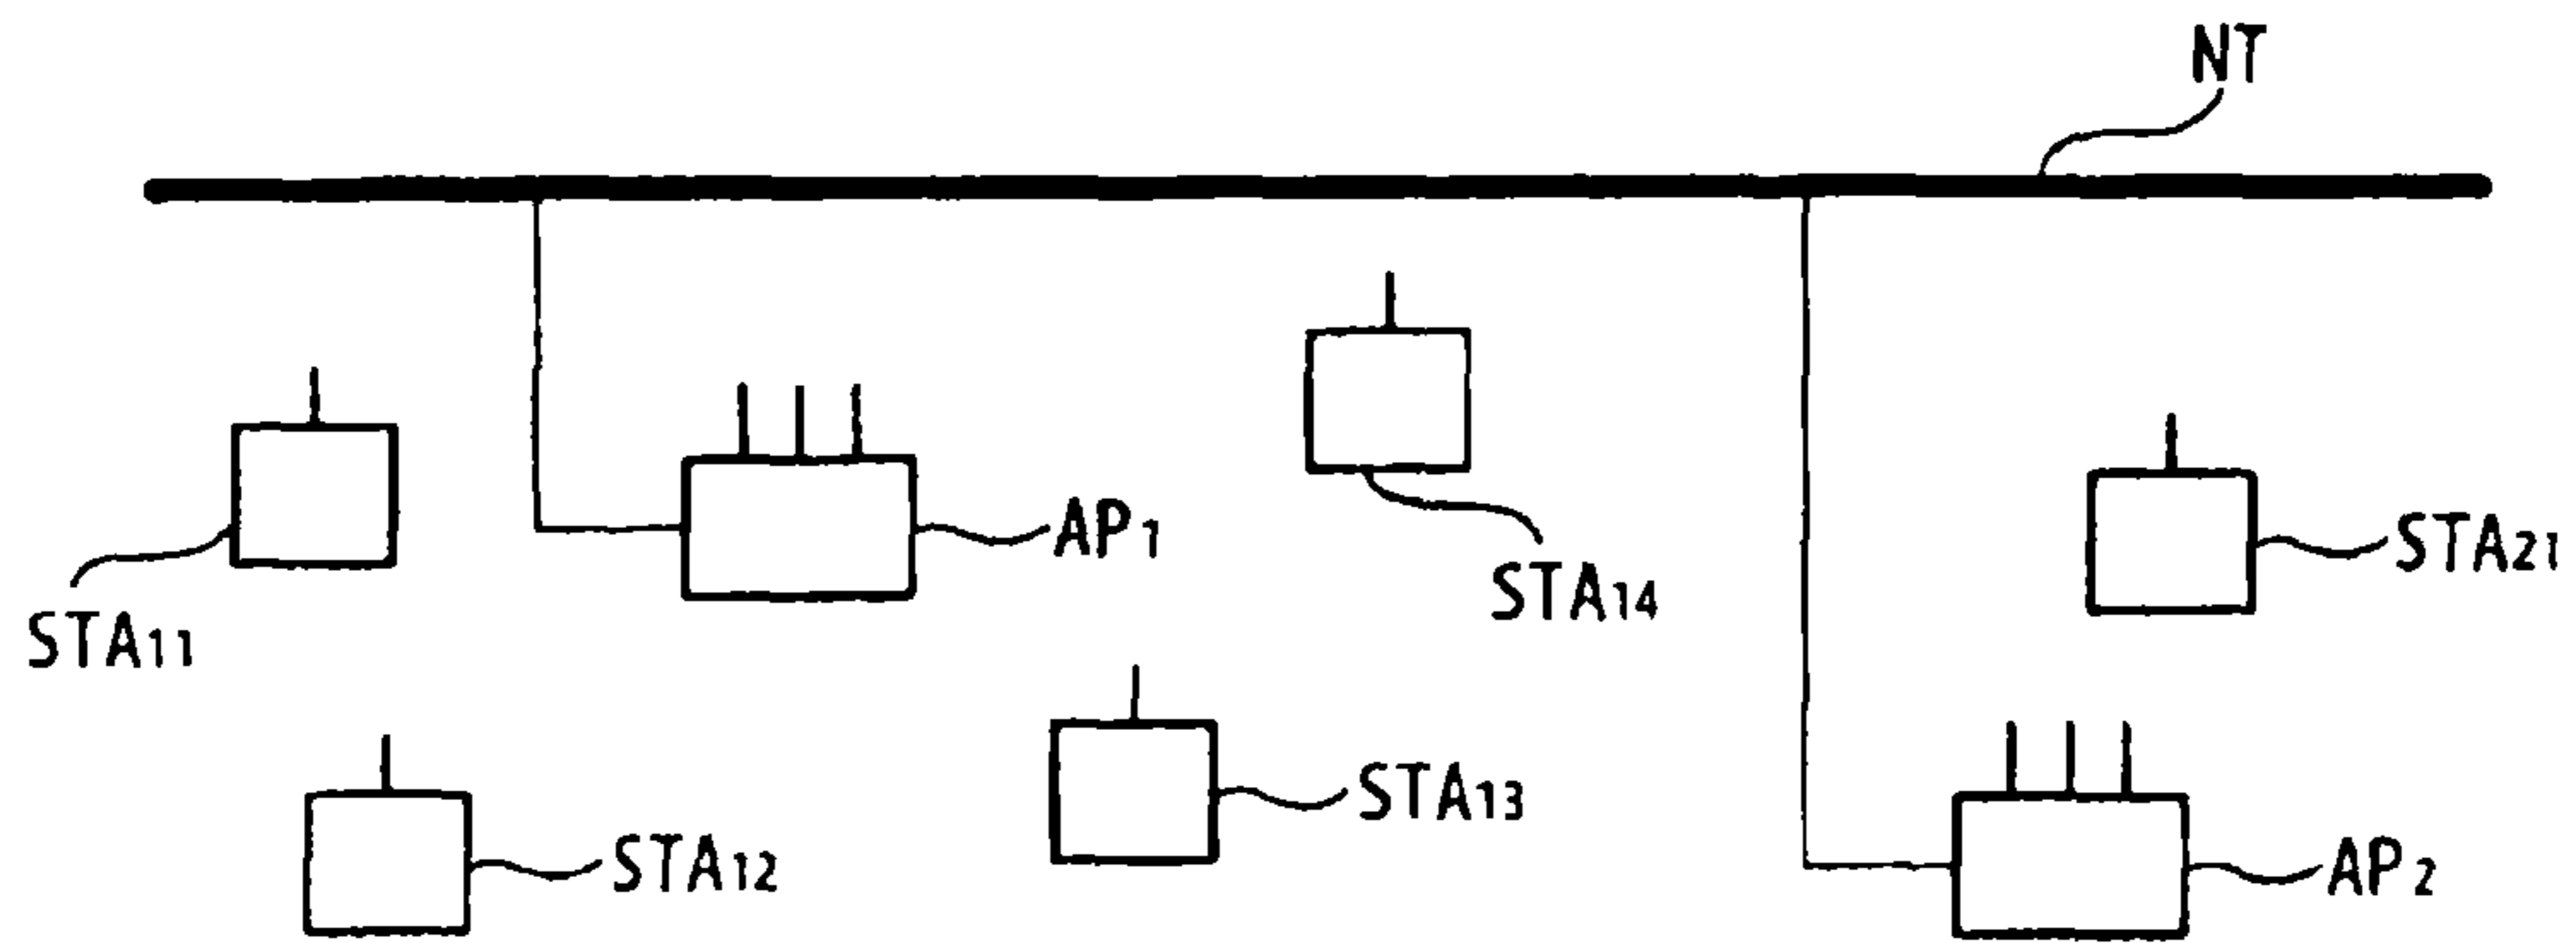 NT
AP₁
STA₁₄
STA₂₁
STA₁₁
STA₁₃
STA₁₂
AP₂